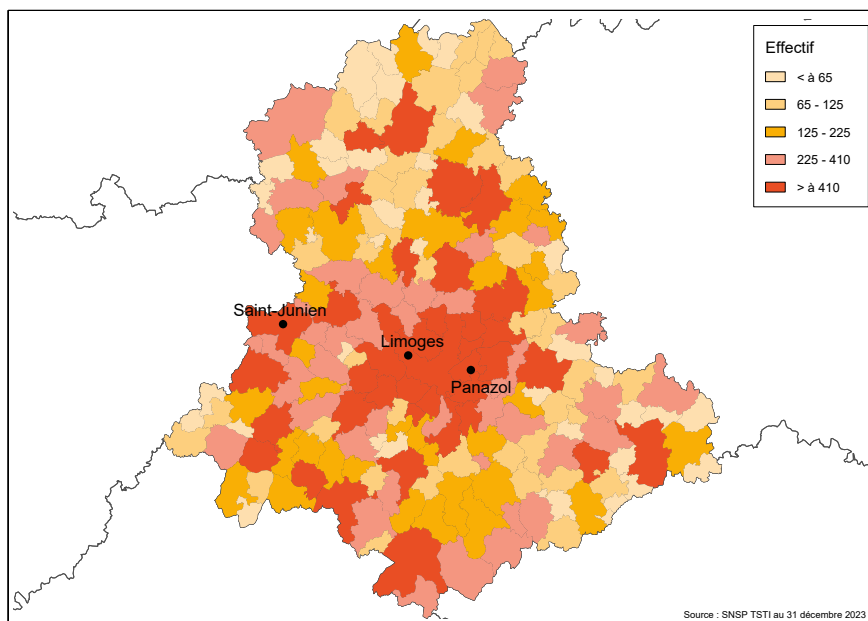 Effectif
< à 65
65 - 125
125 - 225
225 - 410
> à 410
Saint-Junien
Limoges
Panazol
Source : SNSP TSTI au 31 décembre 2023